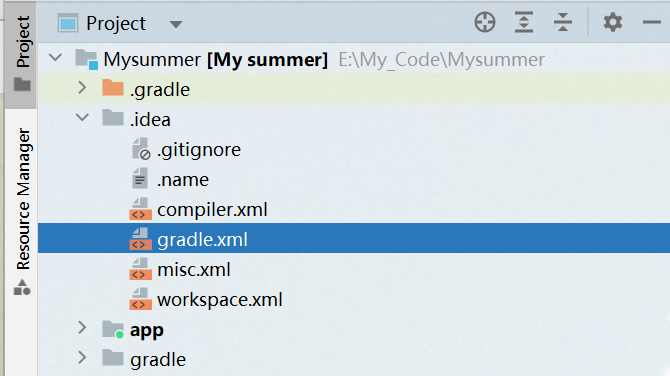 Project
Project
Resource Manager
Mysummer [My summer] E:\My_Code\Mysummer
.gradle
.idea
.gitignore
.name
compiler.xml
gradle.xml
misc.xml
workspace.xml
app
gradle